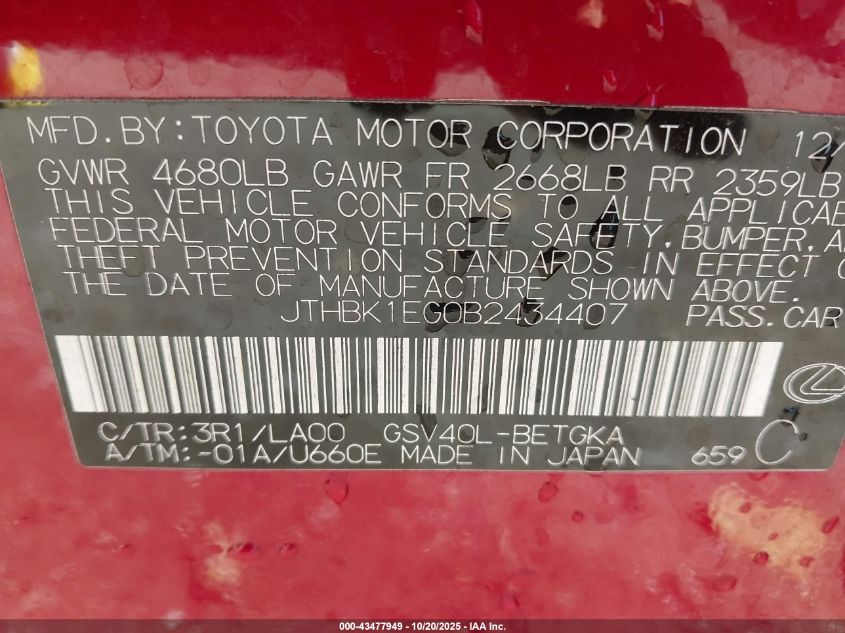 MFD. BY: TOYOTA MOTOR CORPORATION 12/
GVWR 4680LB GAWR FR 2668LB RR 2359LB
THIS VEHICLE CONFORMS TO ALL APPLICAB
FEDERAL MOTOR VEHICLE SAFETY, BUMPER, A
THEFT PREVENTION STANDARDS IN EFFECT O
THE DATE OF MANUFACTURE SHOWN ABOVE.
JTHBK1EG0B2434407 PASS. CAR
C/TR: 3R1/LA00 GSV40L-BETGKA
A/TM: -01A/U660E MADE IN JAPAN 659 C
000-43477949 - 10/20/2025 - IAA Inc.